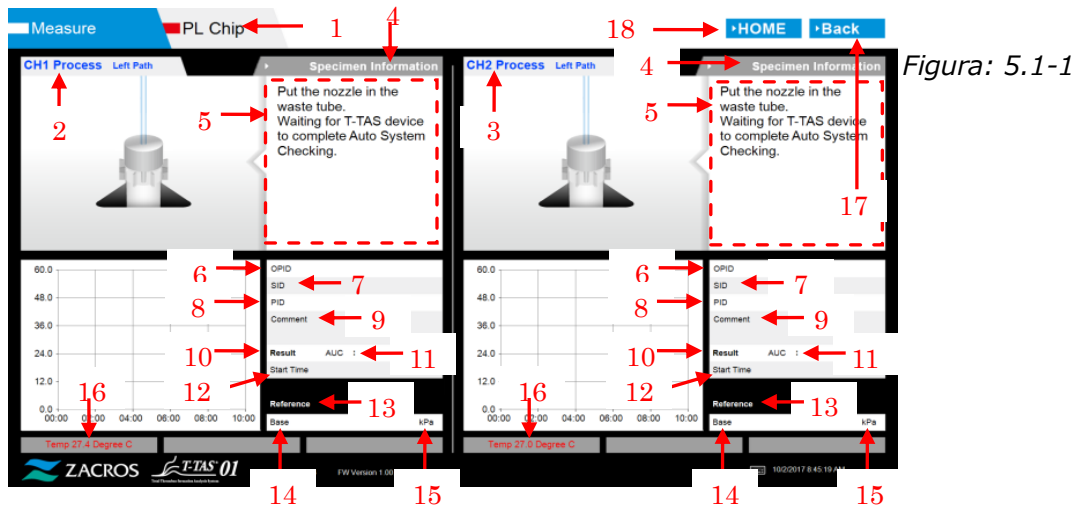 Measure
PL Chip
1
4
18
HOME
Back
Figura: 5.1-1
CH1 Process Left Path
Specimen Information
2
5
Put the nozzle in the
waste tube.
Waiting for T-TAS device
to complete Auto System
Checking.
CH2 Process Left Path
4
Specimen Information
3
5
Put the nozzle in the
waste tube.
Waiting for T-TAS device
to complete Auto System
Checking.
17
60.0
48.0
36.0
24.0
12.0
0.0
00:00 02:00 04:00 06:00 08:00 10:00
16
6
OPID
SID
7
8
PID
Comment
9
10
Result AUC :
11
12
Start Time
Reference
13
Base kPa
60.0
48.0
36.0
24.0
12.0
0.0
00:00 02:00 04:00 06:00 08:00 10:00
16
6
OPID
SID
7
8
PID
Comment
9
10
Result AUC :
11
12
Start Time
Reference
13
Base kPa
Temp 27.4 Degree C
Temp 27.0 Degree C
ZACROS
T-TAS 01
Total Thrombus-formation Analysis System
FW Version 1.00
10/2/2017 8:45:19 AM
14
15
14
15